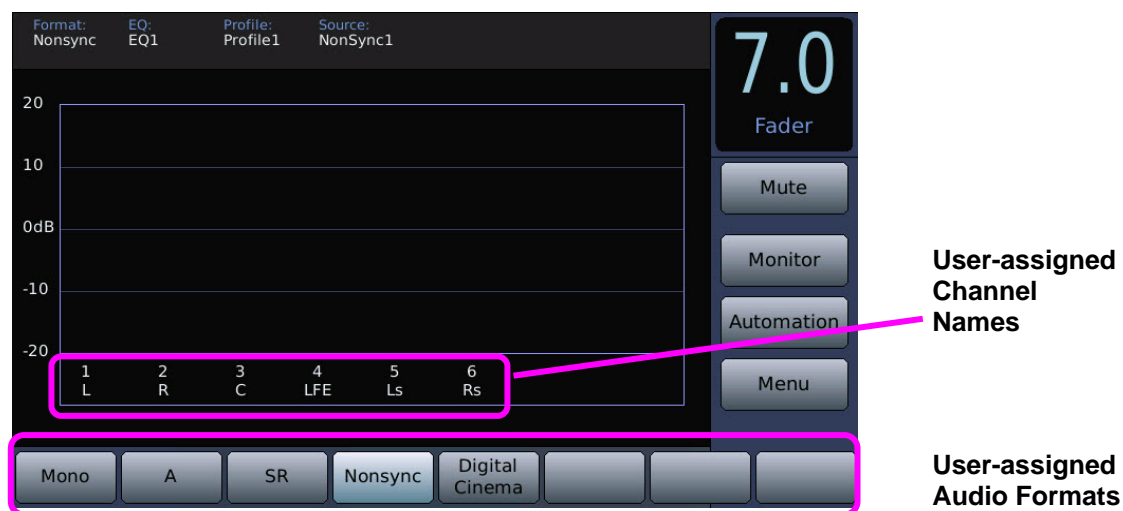 Format: EQ: Profile: Source:
Nonsync EQ1 Profile1 NonSync1
7.0
Fader
20
10
0dB
-10
-20
1 2 3 4 5 6
L R C LFE Ls Rs
Mute
Monitor
Automation
Menu
Mono A SR Nonsync Digital
Cinema
User-assigned
Channel
Names
User-assigned
Audio Formats